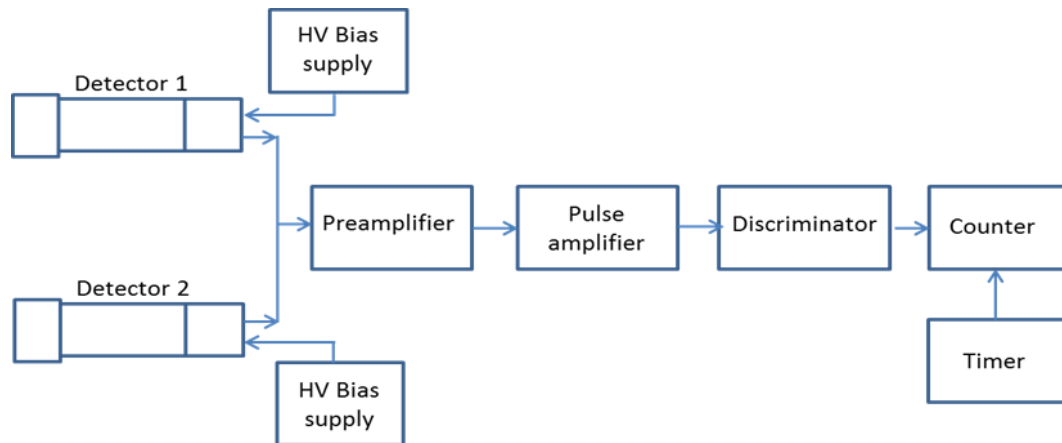 HV Bias
supply
Detector 1
Preamplifier
Pulse
amplifier
Discriminator
Counter
Detector 2
Timer
HV Bias
supply